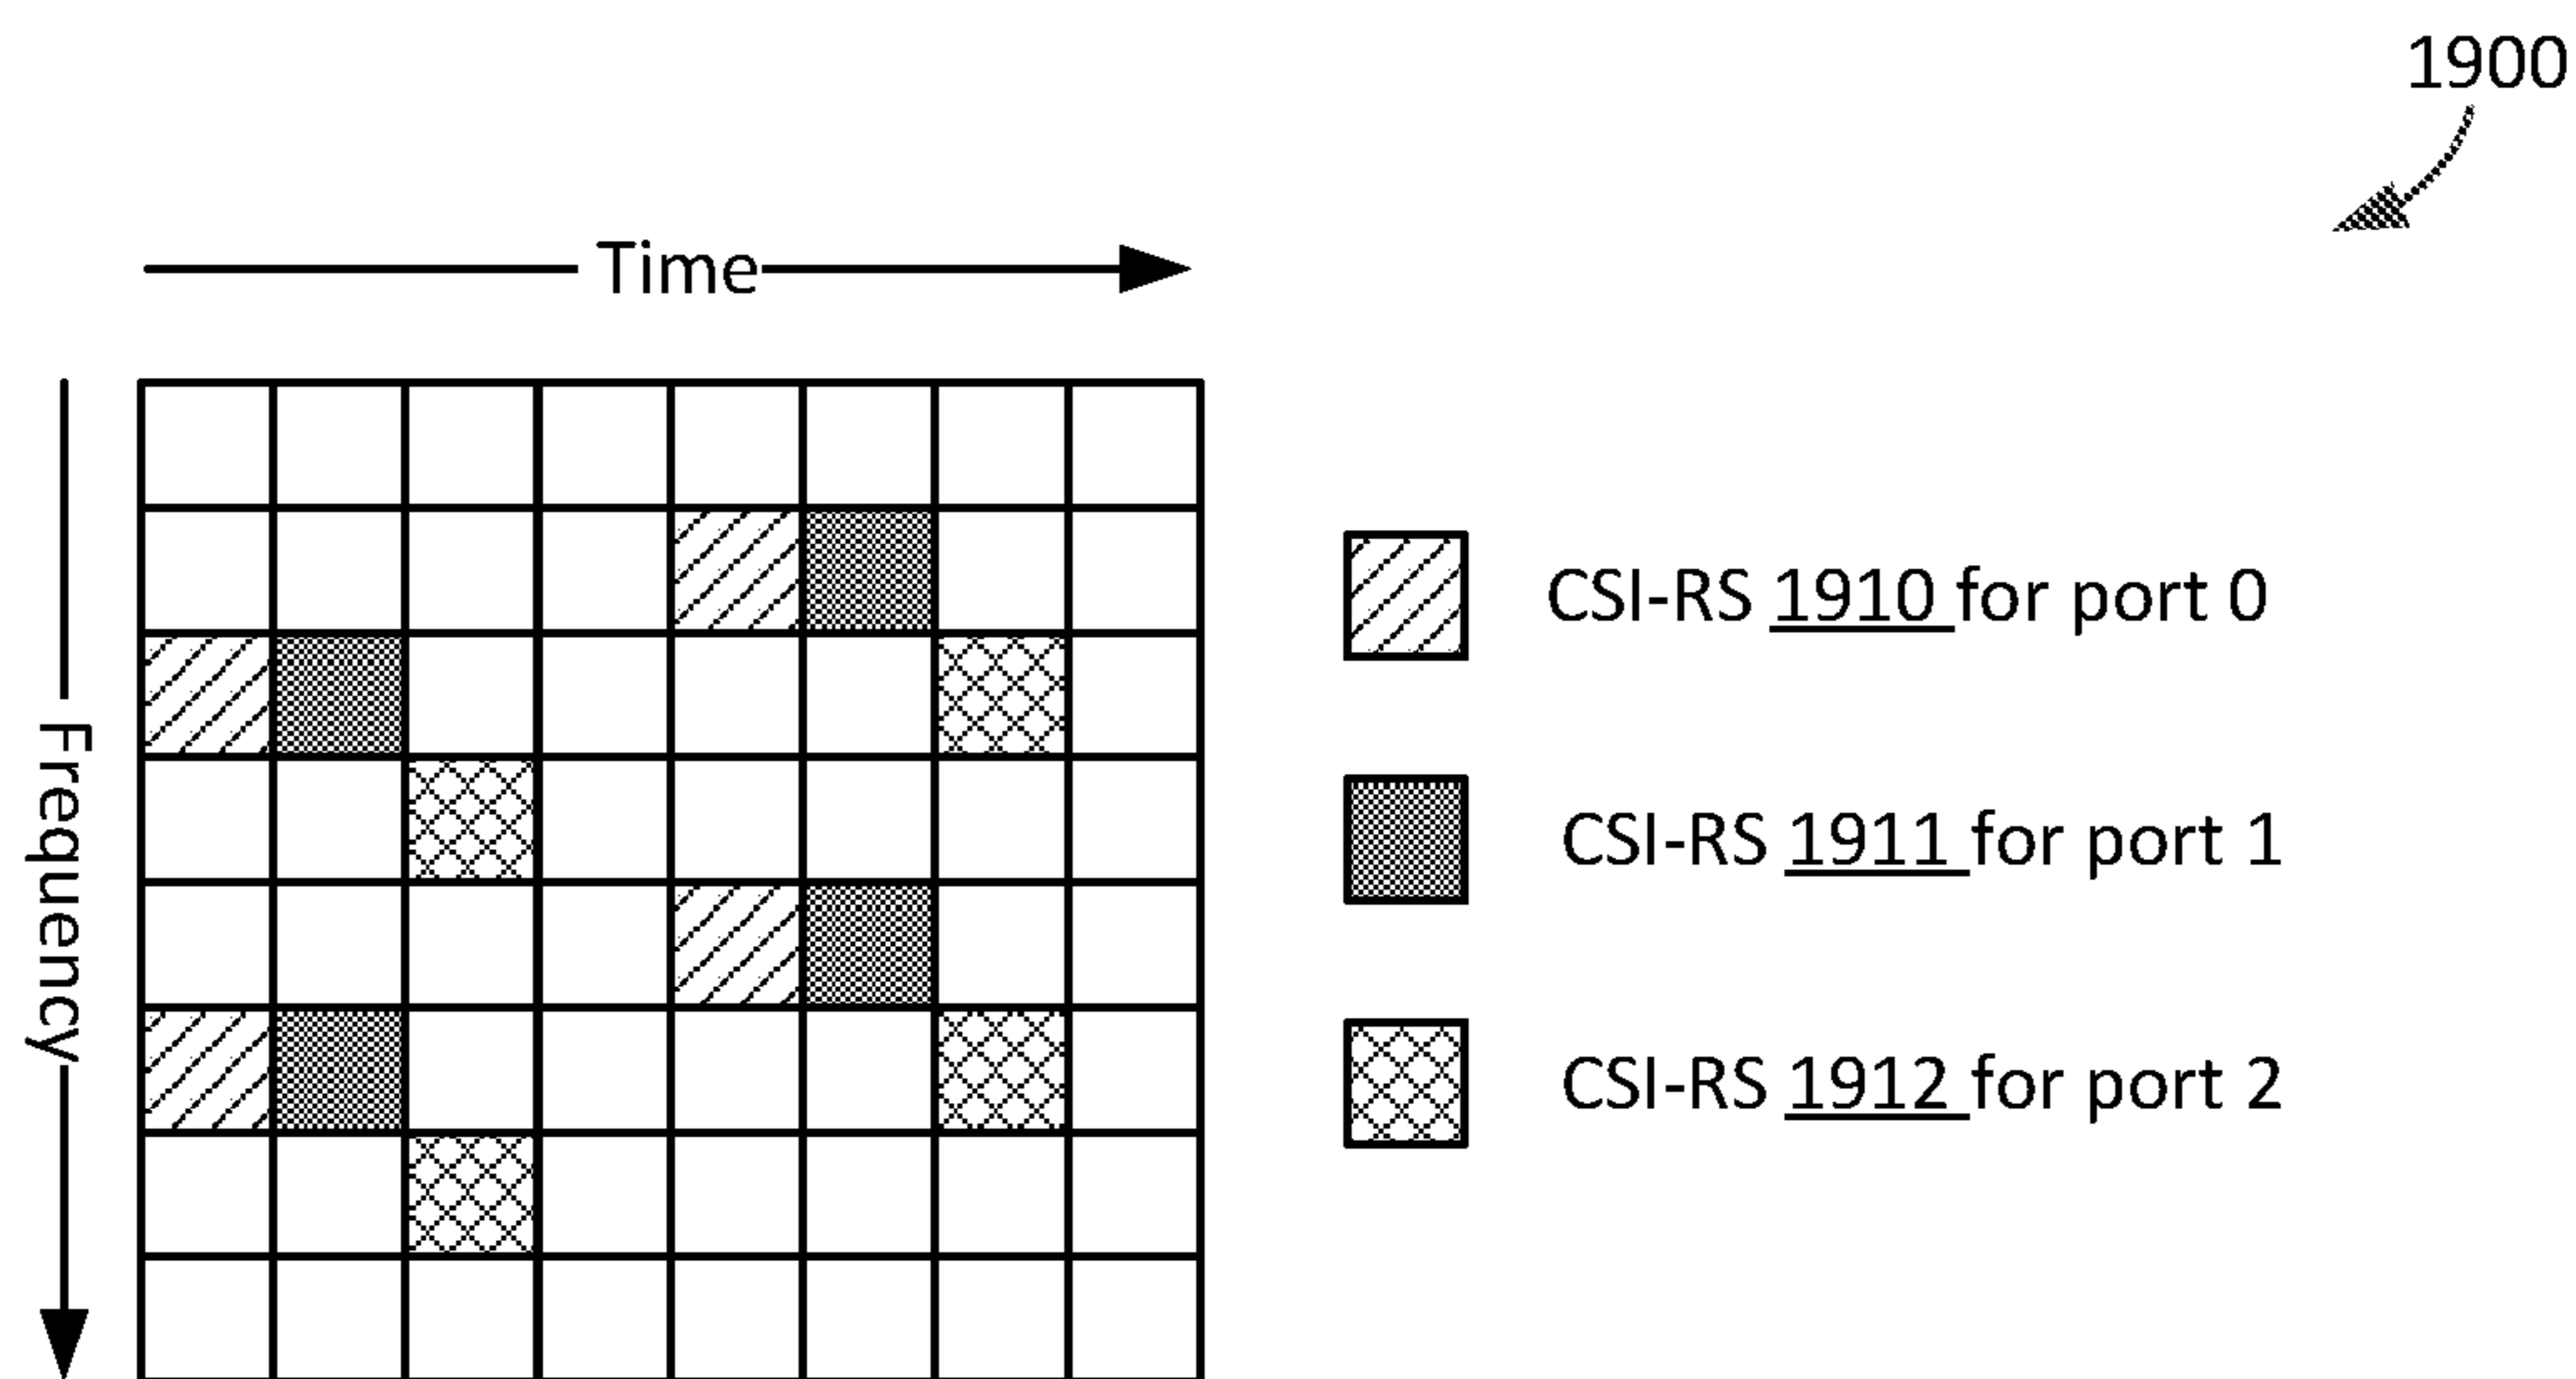 1900
Time
Frequency
CSI-RS 1910 for port 0
CSI-RS 1911 for port 1
CSI-RS 1912 for port 2